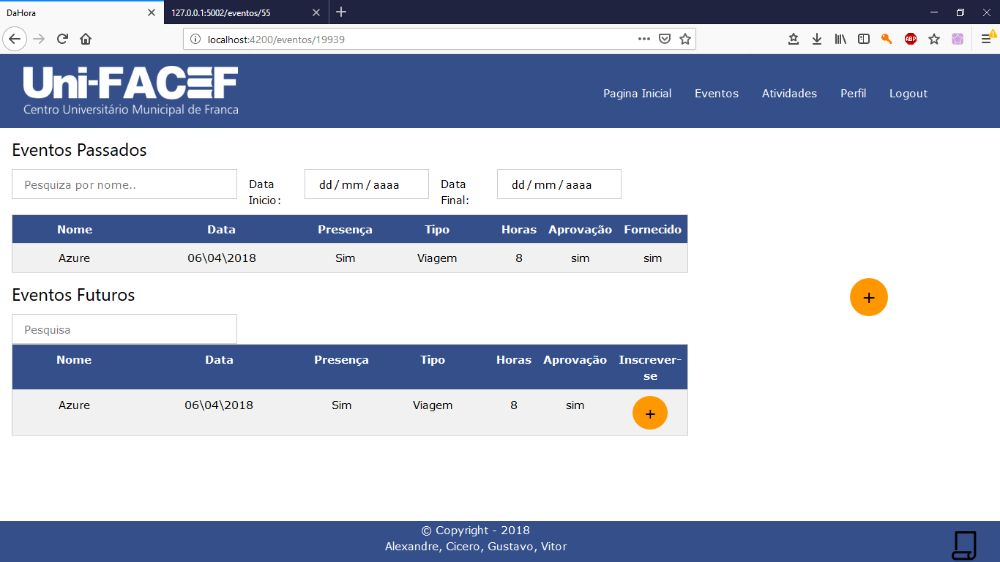 DaHora
127.0.0.1:5002/eventos/55
localhost:4200/eventos/19939
ABP
Uni-FACEF
Centro Universitário Municipal de Franca
Pagina Inicial
Eventos
Atividades
Perfil
Logout
Eventos Passados
Pesquiza por nome..
Data Inicio:
dd / mm / aaaa
Data Final:
dd / mm / aaaa
Nome Data Presença Tipo Horas Aprovação Fornecido
Azure 06\04\2018 Sim Viagem 8 sim sim
+
Eventos Futuros
Pesquisa
Nome Data Presença Tipo Horas Aprovação Inscrever-
se
Azure 06\04\2018 Sim Viagem 8 sim +
© Copyright - 2018
Alexandre, Cicero, Gustavo, Vitor